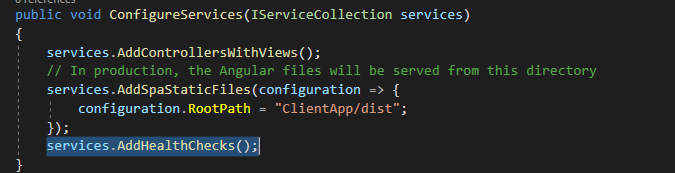 0 references
public void ConfigureServices(IServiceCollection services)
{
services.AddControllersWithViews();
// In production, the Angular files will be served from this directory
services.AddSpaStaticFiles(configuration => {
configuration.RootPath = "ClientApp/dist";
});
services.AddHealthChecks();
}